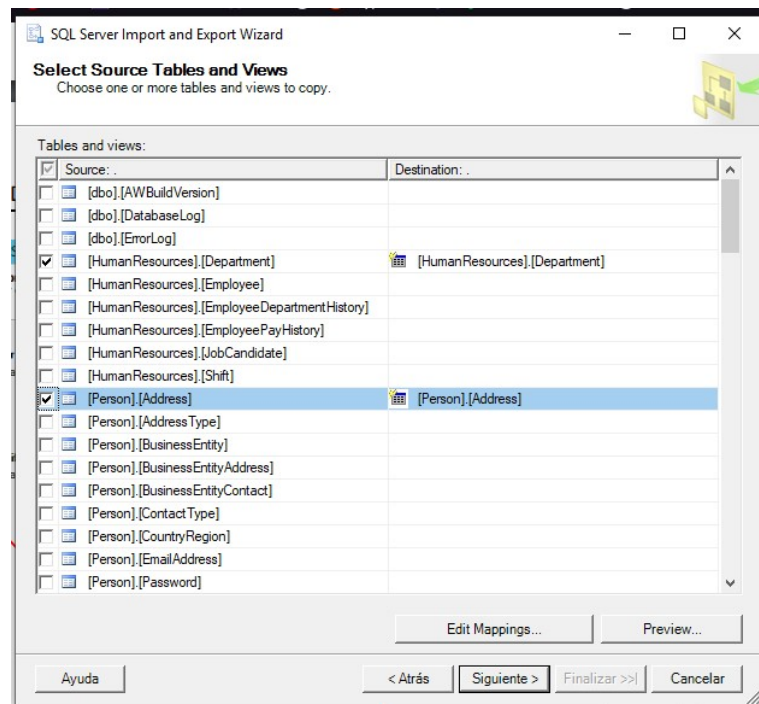 SQL Server Import and Export Wizard
Select Source Tables and Views
Choose one or more tables and views to copy.
Tables and views:
Source: . Destination: .
[dbo].[AWBuildVersion]
[dbo].[DatabaseLog]
[dbo].[ErrorLog]
[HumanResources].[Department] [HumanResources].[Department]
[HumanResources].[Employee]
[HumanResources].[EmployeeDepartmentHistory]
[HumanResources].[EmployeePayHistory]
[HumanResources].[JobCandidate]
[HumanResources].[Shift]
[Person].[Address] [Person].[Address]
[Person].[AddressType]
[Person].[BusinessEntity]
[Person].[BusinessEntityAddress]
[Person].[BusinessEntityContact]
[Person].[ContactType]
[Person].[CountryRegion]
[Person].[EmailAddress]
[Person].[Password]
Edit Mappings... Preview...
Ayuda < Atrás Siguiente > Finalizar >>| Cancelar